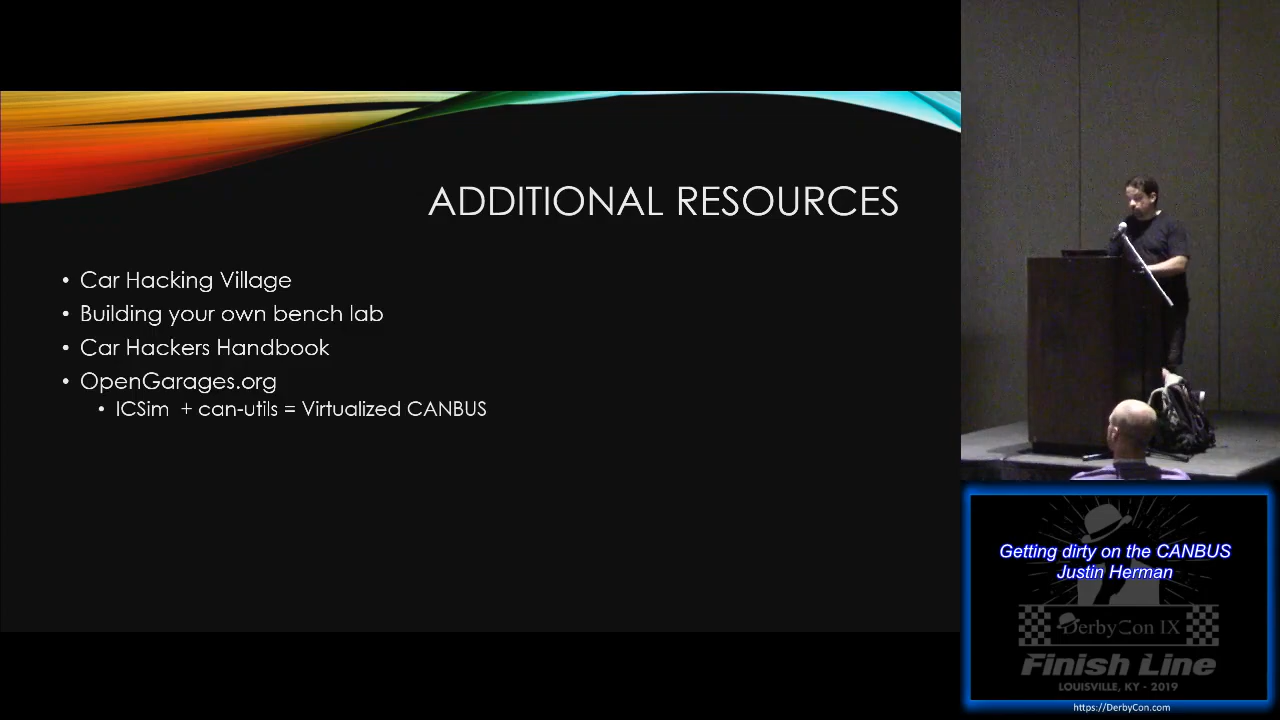 ADDITIONAL RESOURCES
• Car Hacking Village
• Building your own bench lab
• Car Hackers Handbook
• OpenGarages.org
• ICSim + can-utils = Virtualized CANBUS
Getting dirty on the CANBUS
Justin Herman
DerbyCon IX
Finish Line
LOUISVILLE, KY - 2019
https://DerbyCon.com